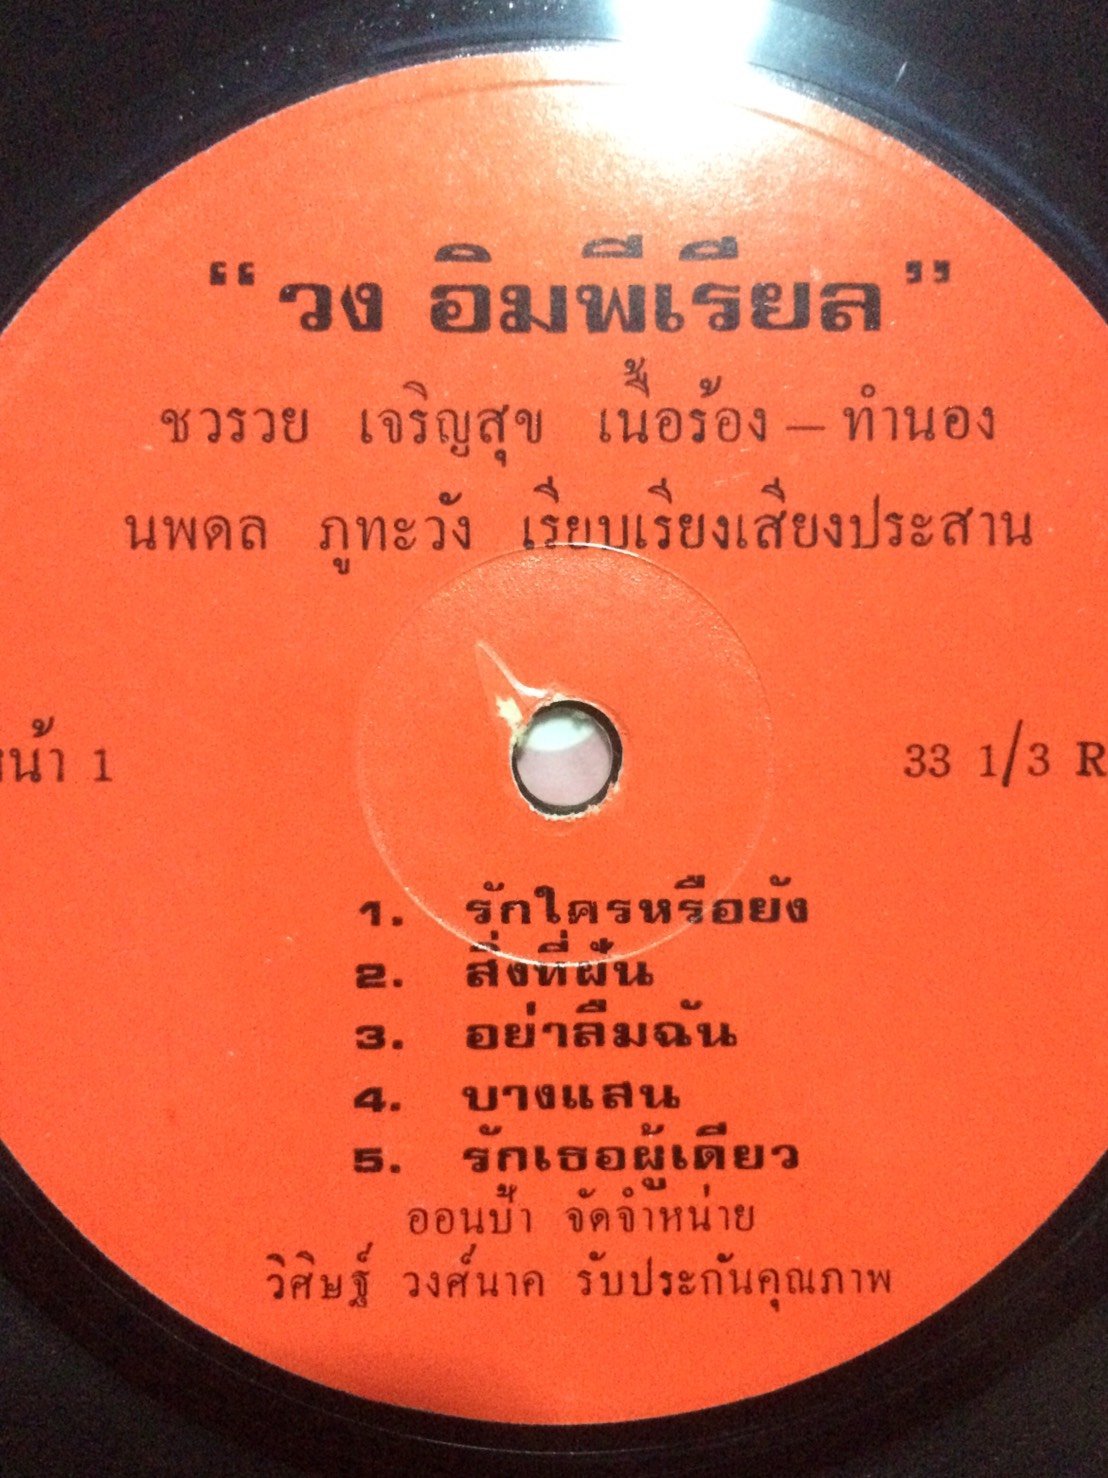 “วง อิมพีเรียล”
ชวรวย เจริญสุข เนื้อร้อง – ทำนอง
นพดล ภูทะวัง เรียบเรียงเสียงประสาน
หน้า 1 33 1/3 R
1. รักใครหรือยัง
2. สิ่งที่ฝัน
3. อย่าลืมฉัน
4. บางแสน
5. รักเธอผู้เดียว
ออนบ้า จัดจำหน่าย
วิศิษฐ์ วงศ์นาค รับประกันคุณภาพ